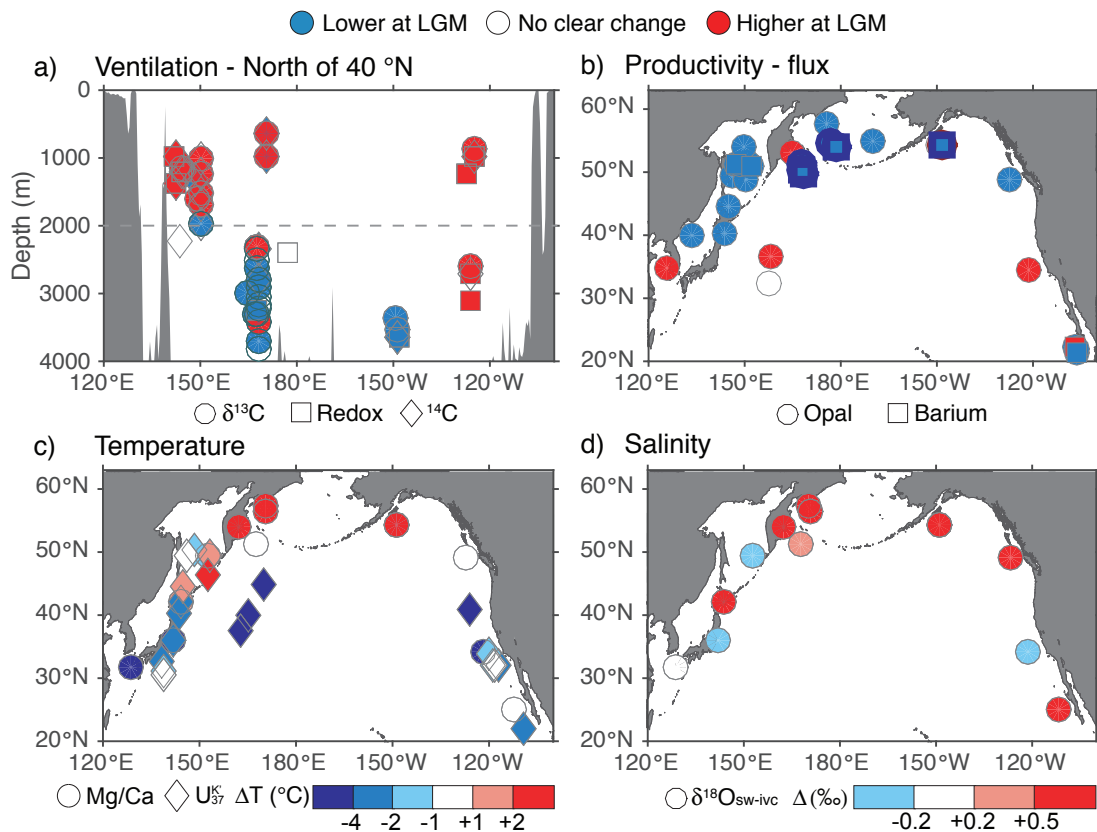 Lower at LGM No clear change Higher at LGM
a) Ventilation - North of 40 °N
0
1000
2000
3000
4000
Depth (m)
120°E 150°E 180°W 150°W 120°W
δ¹³C Redox ¹⁴C
b) Productivity - flux
60°N
50°N
40°N
30°N
20°N
120°E 150°E 180°W 150°W 120°W
Opal Barium
c) Temperature
60°N
50°N
40°N
30°N
20°N
120°E 150°E 180°W 150°W 120°W
Mg/Ca U₃₇ᴷ' ΔT (°C)
-4 -2 -1 +1 +2
d) Salinity
60°N
50°N
40°N
30°N
20°N
120°E 150°E 180°W 150°W 120°W
δ¹⁸Osw-ivc Δ(‰)
-0.2 +0.2 +0.5